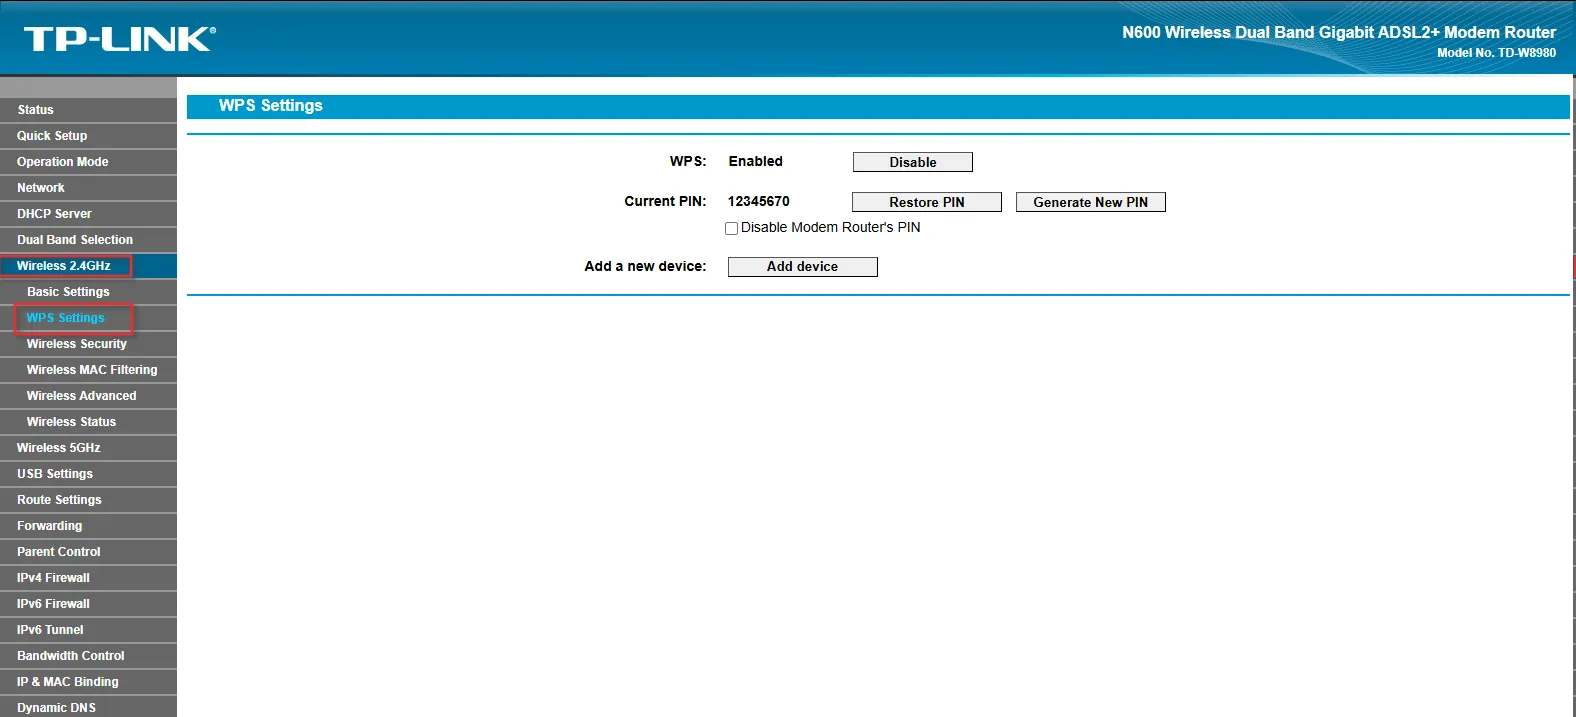 TP-LINK®
N600 Wireless Dual Band Gigabit ADSL2+ Modem Router
Model No. TD-W8980
Status
Quick Setup
Operation Mode
Network
DHCP Server
Dual Band Selection
Wireless 2.4GHz
Basic Settings
WPS Settings
Wireless Security
Wireless MAC Filtering
Wireless Advanced
Wireless Status
Wireless 5GHz
USB Settings
Route Settings
Forwarding
Parent Control
IPv4 Firewall
IPv6 Firewall
IPv6 Tunnel
Bandwidth Control
IP & MAC Binding
Dynamic DNS
WPS Settings
WPS: Enabled Disable
Current PIN: 12345670 Restore PIN Generate New PIN
Disable Modem Router's PIN
Add a new device: Add device